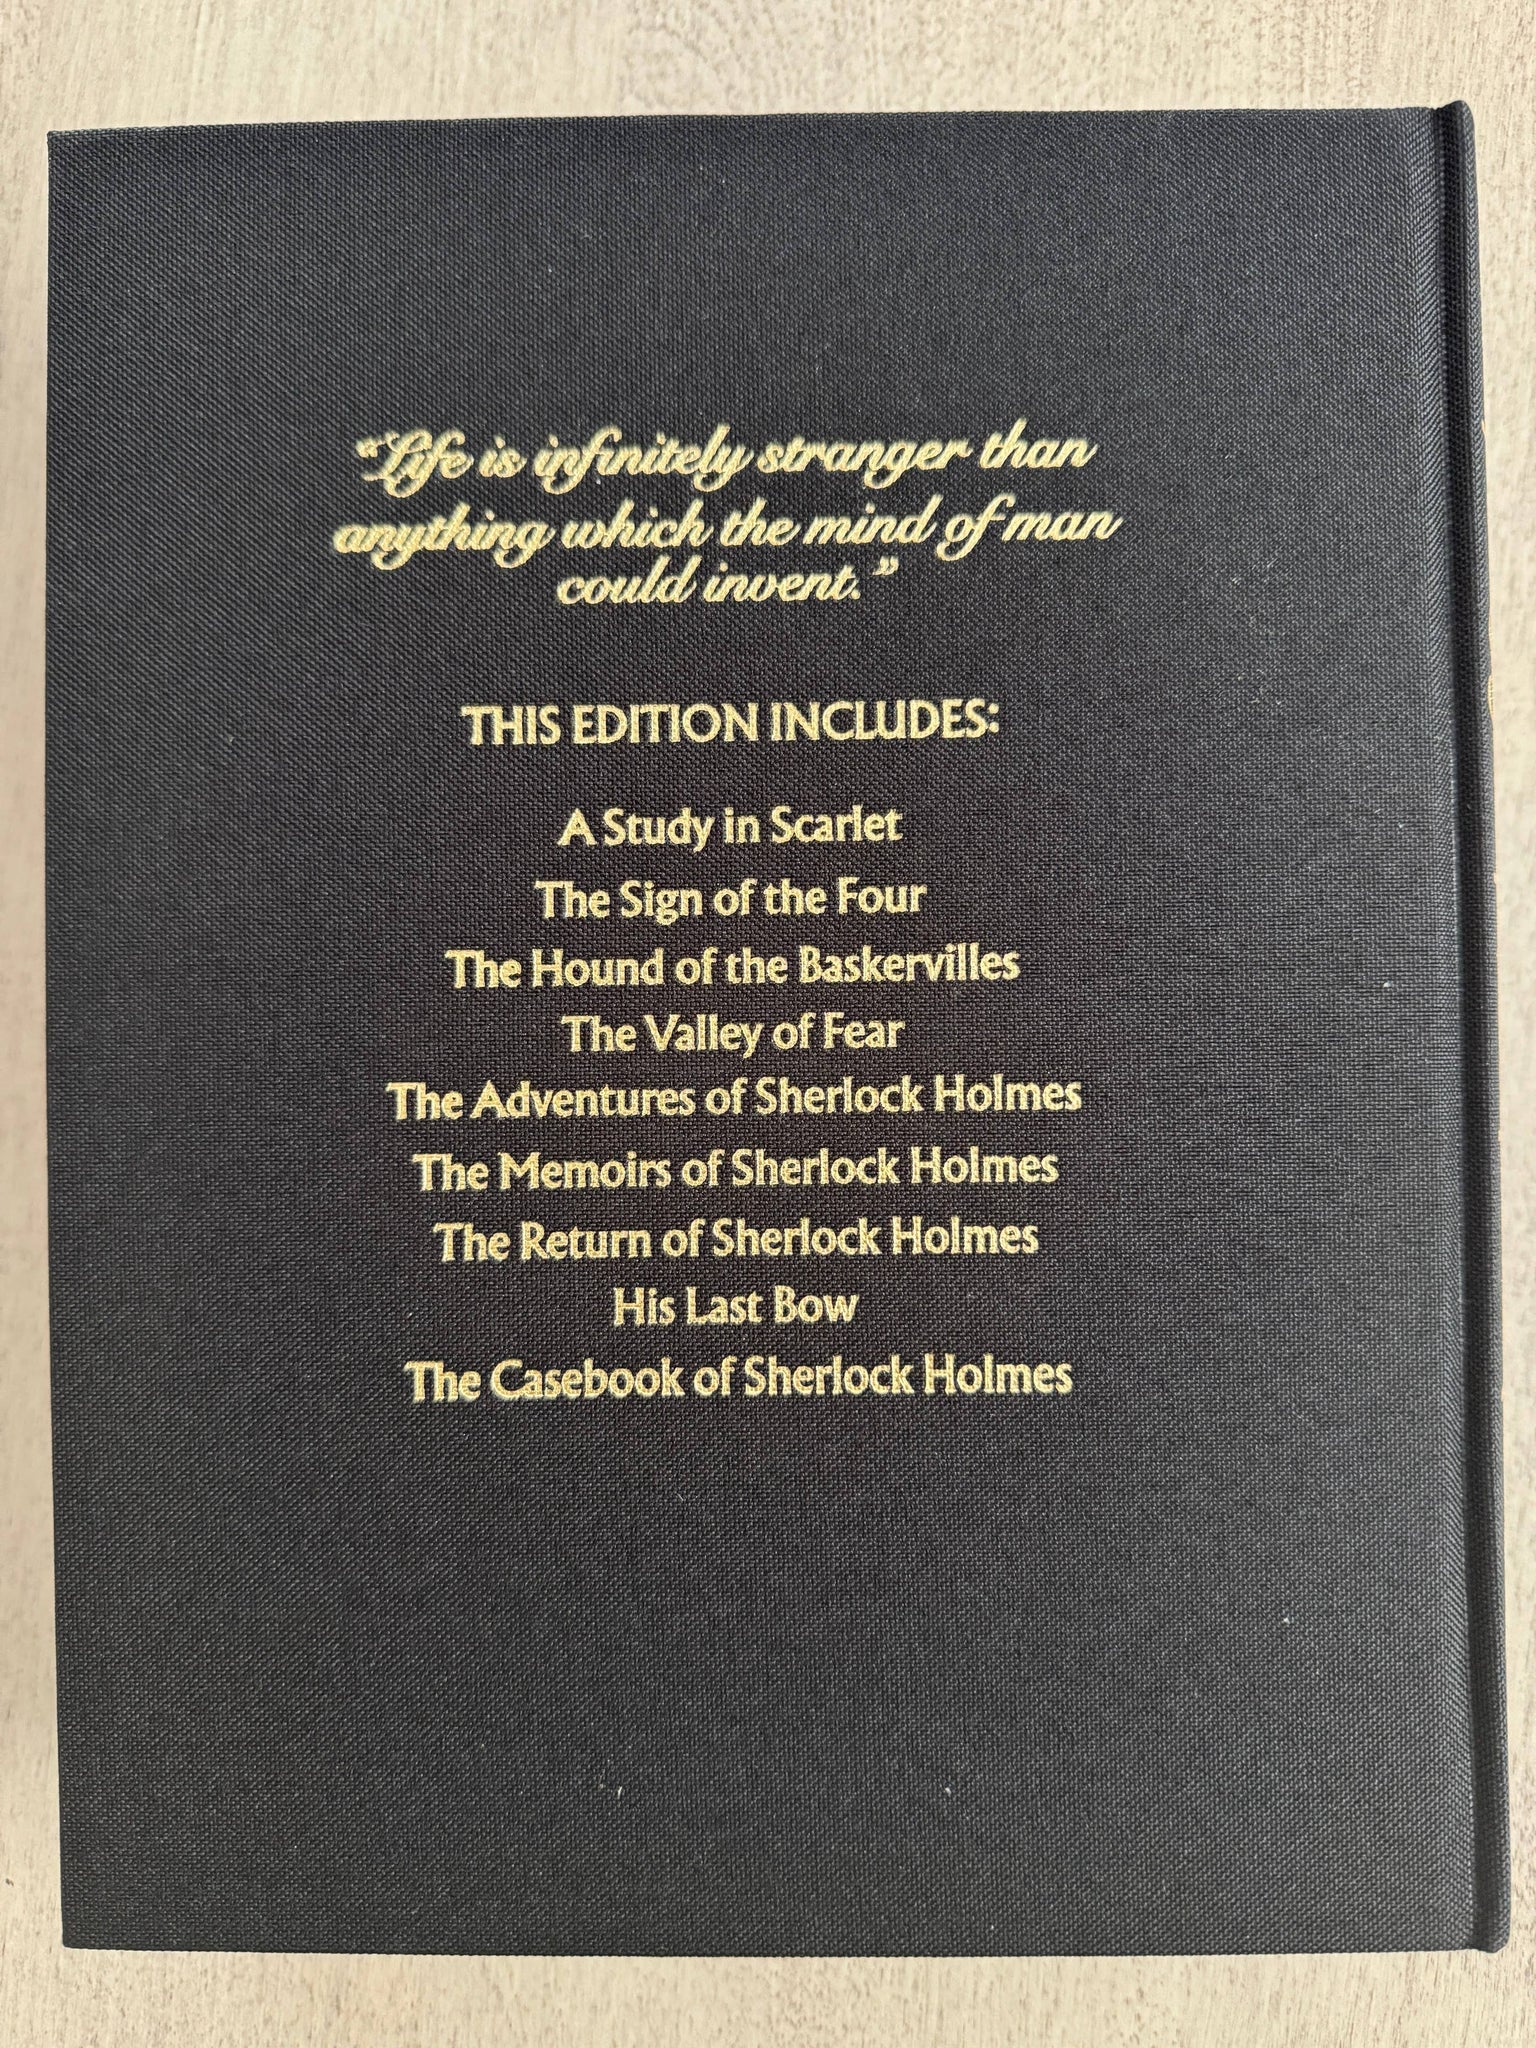 “Life is infinitely stranger than
anything which the mind of man
could invent.”
THIS EDITION INCLUDES:
A Study in Scarlet
The Sign of the Four
The Hound of the Baskervilles
The Valley of Fear
The Adventures of Sherlock Holmes
The Memoirs of Sherlock Holmes
The Return of Sherlock Holmes
His Last Bow
The Casebook of Sherlock Holmes